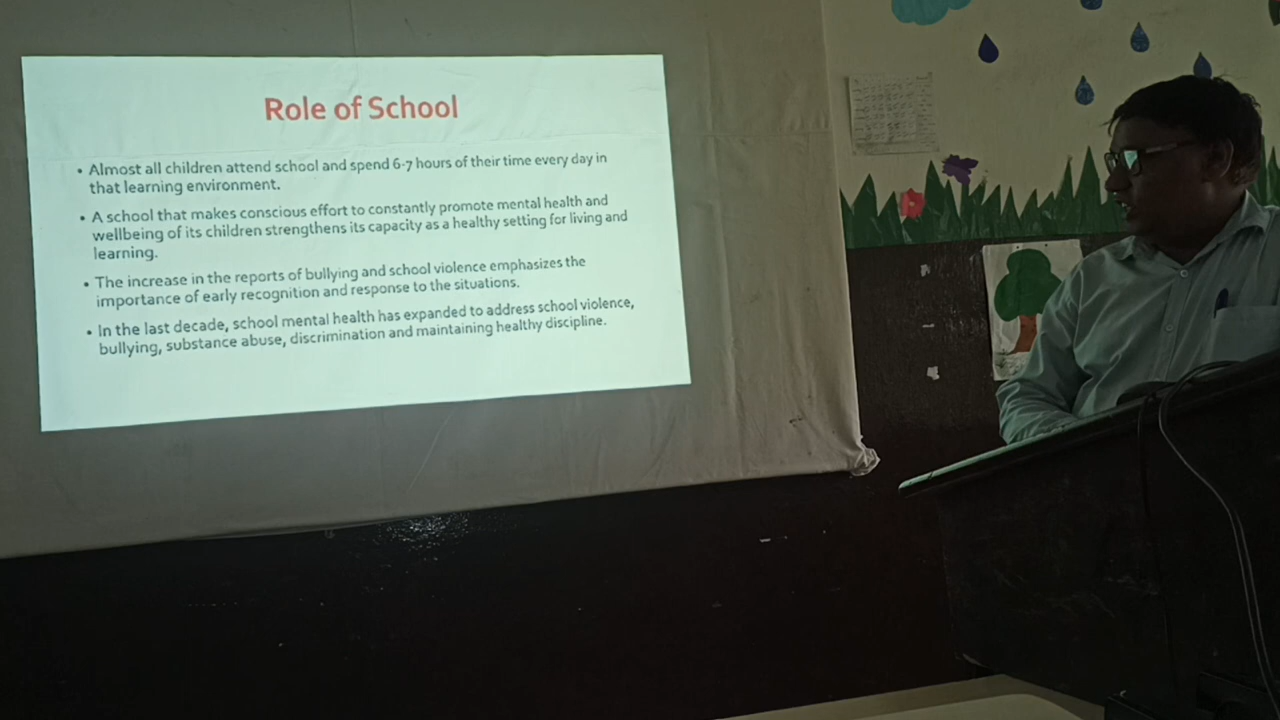 Role of School
• Almost all children attend school and spend 6-7 hours of their time every day in
that learning environment.
• A school that makes conscious effort to constantly promote mental health and
wellbeing of its children strengthens its capacity as a healthy setting for living and
learning.
• The increase in the reports of bullying and school violence emphasizes the
importance of early recognition and response to the situations.
• In the last decade, school mental health has expanded to address school violence,
bullying, substance abuse, discrimination and maintaining healthy discipline.